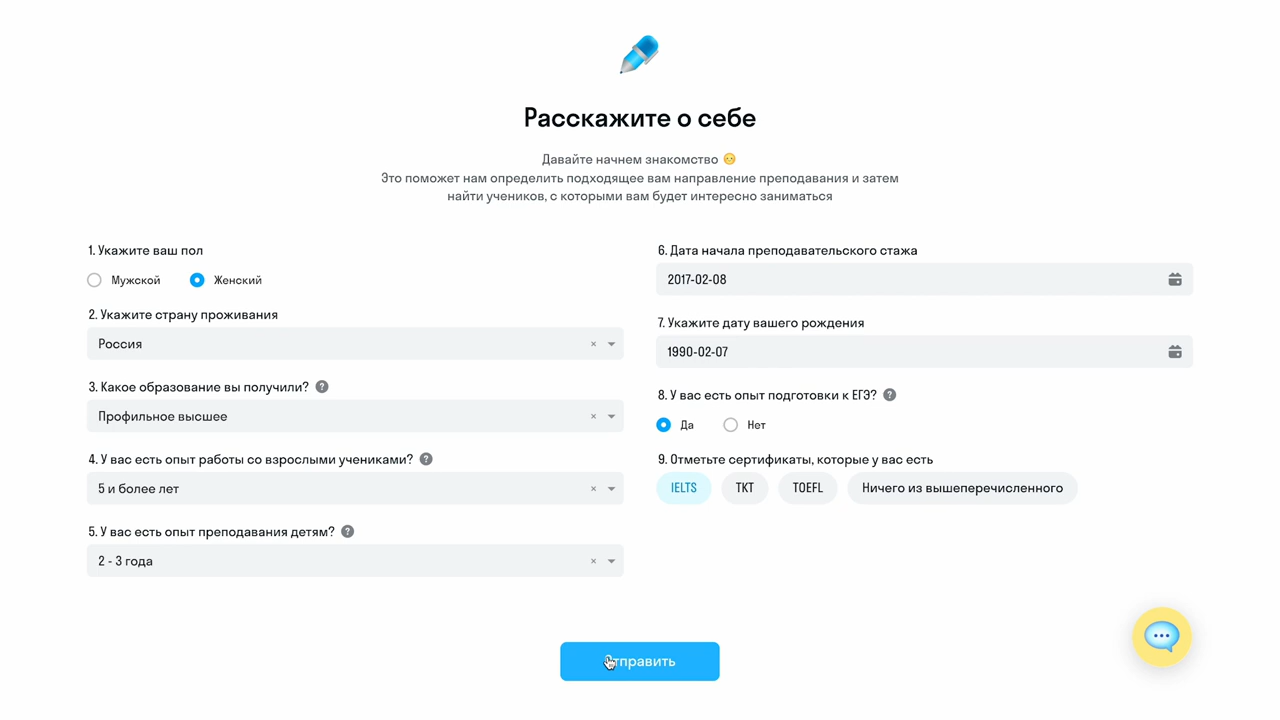 Расскажите о себе
Давайте начнем знакомство
Это поможет нам определить подходящее вам направление преподавания и затем
найти учеников, с которыми вам будет интересно заниматься
1. Укажите ваш пол
Мужской
Женский
2. Укажите страну проживания
Россия
3. Какое образование вы получили?
Профильное высшее
4. У вас есть опыт работы со взрослыми учениками?
5 и более лет
5. У вас есть опыт преподавания детям?
2 - 3 года
6. Дата начала преподавательского стажа
2017-02-08
7. Укажите дату вашего рождения
1990-02-07
8. У вас есть опыт подготовки к ЕГЭ?
Да
Нет
9. Отметьте сертификаты, которые у вас есть
IELTS
TKT
TOEFL
Ничего из вышеперечисленного
Отправить